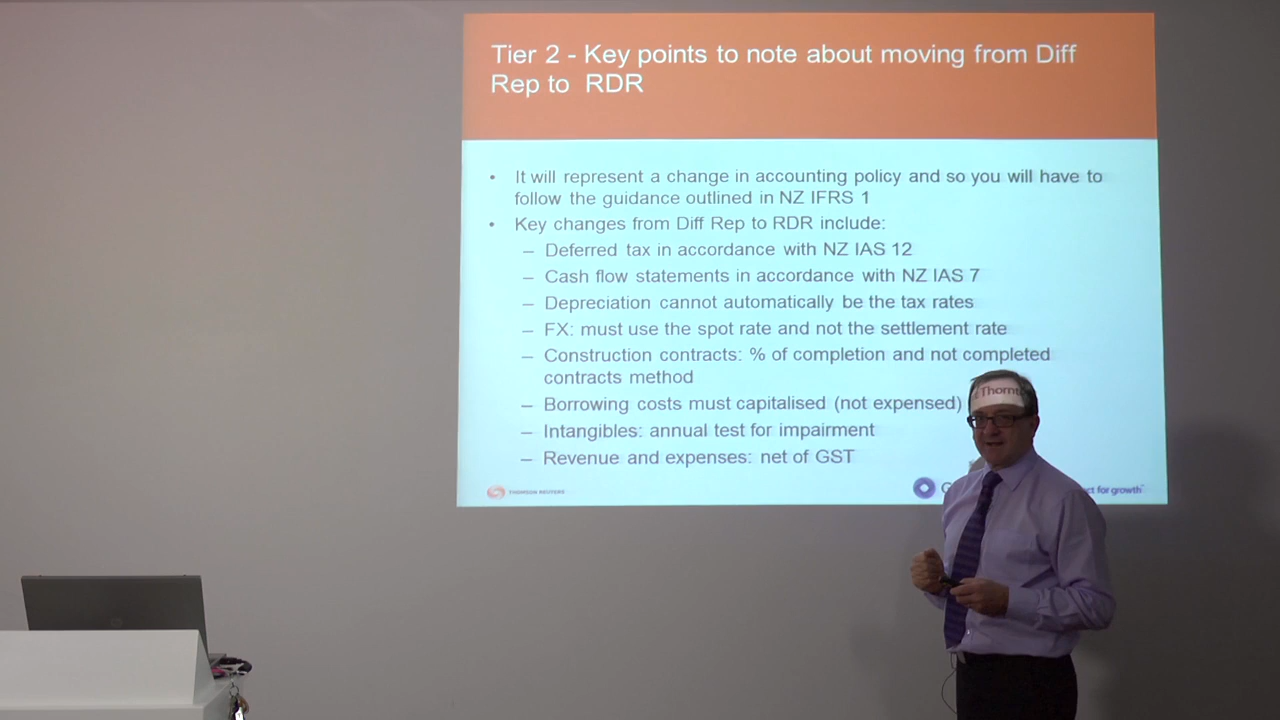 Tier 2 - Key points to note about moving from Diff
Rep to RDR
• It will represent a change in accounting policy and so you will have to
follow the guidance outlined in NZ IFRS 1
• Key changes from Diff Rep to RDR include:
– Deferred tax in accordance with NZ IAS 12
– Cash flow statements in accordance with NZ IAS 7
– Depreciation cannot automatically be the tax rates
– FX: must use the spot rate and not the settlement rate
– Construction contracts: % of completion and not completed
contracts method
– Borrowing costs must capitalised (not expensed)
– Intangibles: annual test for impairment
– Revenue and expenses: net of GST
THOMSON REUTERS
for growth